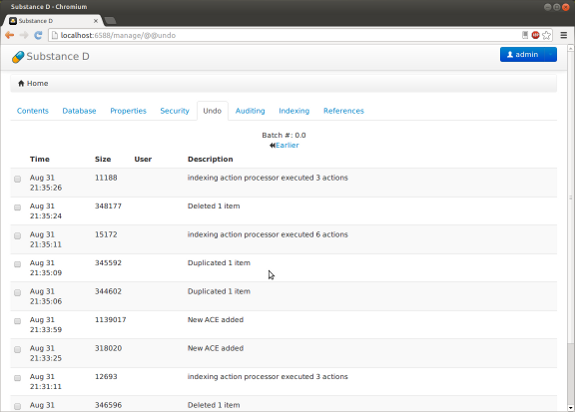 Substance D - Chromium
Substance D
localhost:6588/manage/@@undo
Substance D
admin
Home
Contents Database Properties Security Undo Auditing Indexing References
Batch #: 0.0
Earlier
Time Size User Description
Aug 31 11188 indexing action processor executed 3 actions
21:35:26
Aug 31 348177 Deleted 1 item
21:35:24
Aug 31 15172 indexing action processor executed 6 actions
21:35:11
Aug 31 345592 Duplicated 1 item
21:35:09
Aug 31 344602 Duplicated 1 item
21:35:06
Aug 31 1139017 New ACE added
21:33:59
Aug 31 318020 New ACE added
21:33:25
Aug 31 12693 indexing action processor executed 3 actions
21:31:11
Aug 31 346596 Deleted 1 item